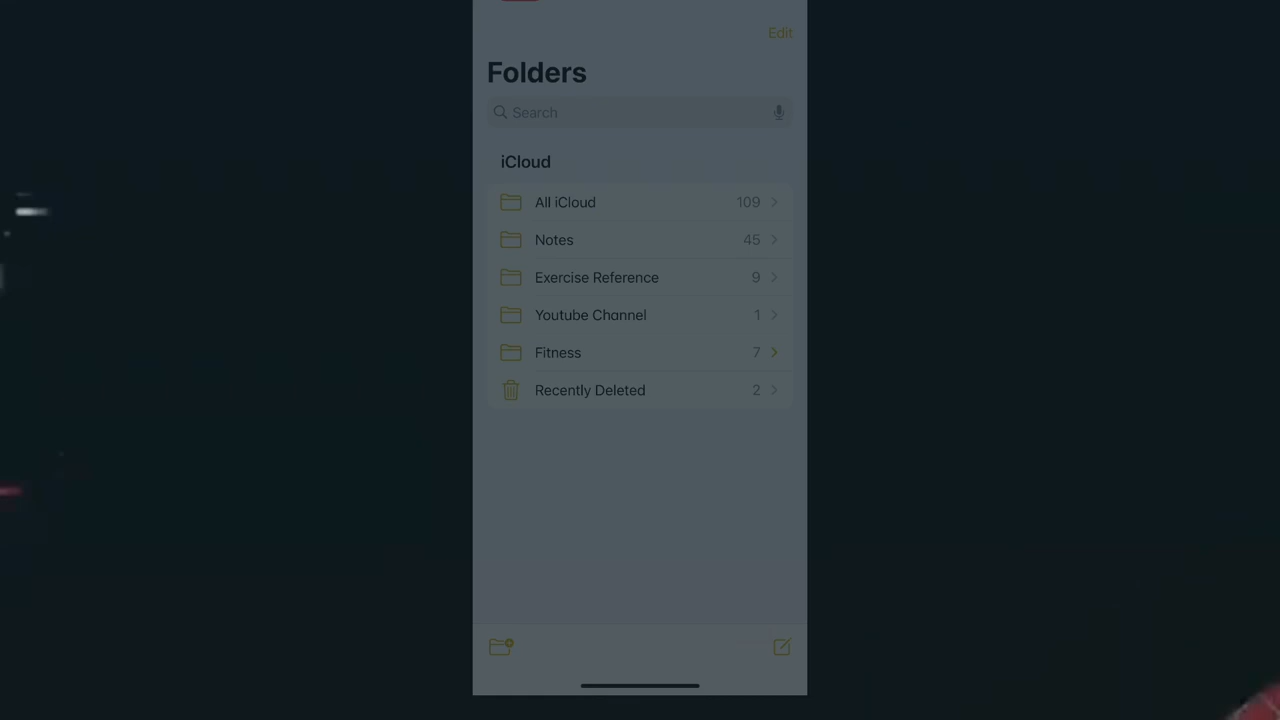 Edit
Folders
Search
iCloud
All iCloud 109
Notes 45
Exercise Reference 9
Youtube Channel 1
Fitness 7
Recently Deleted 2